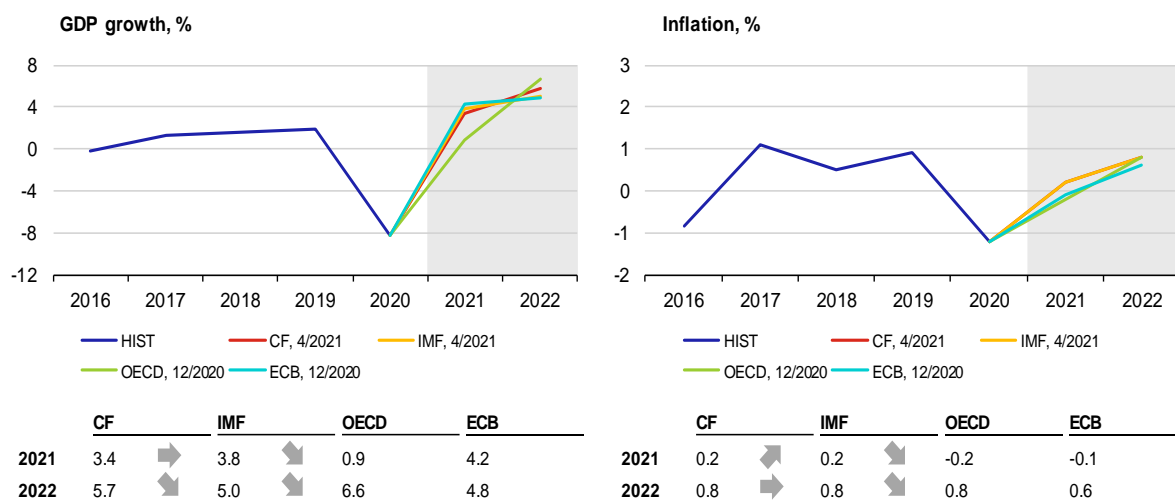 GDP growth, %
8
4
0
-4
-8
-12
2016 2017 2018 2019 2020 2021 2022
HIST CF, 4/2021 IMF, 4/2021
OECD, 12/2020 ECB, 12/2020
CF IMF OECD ECB
2021 3.4 3.8 0.9 4.2
2022 5.7 5.0 6.6 4.8
Inflation, %
3
2
1
0
-1
-2
2016 2017 2018 2019 2020 2021 2022
HIST CF, 4/2021 IMF, 4/2021
OECD, 12/2020 ECB, 12/2020
CF IMF OECD ECB
2021 0.2 0.2 -0.2 -0.1
2022 0.8 0.8 0.8 0.6